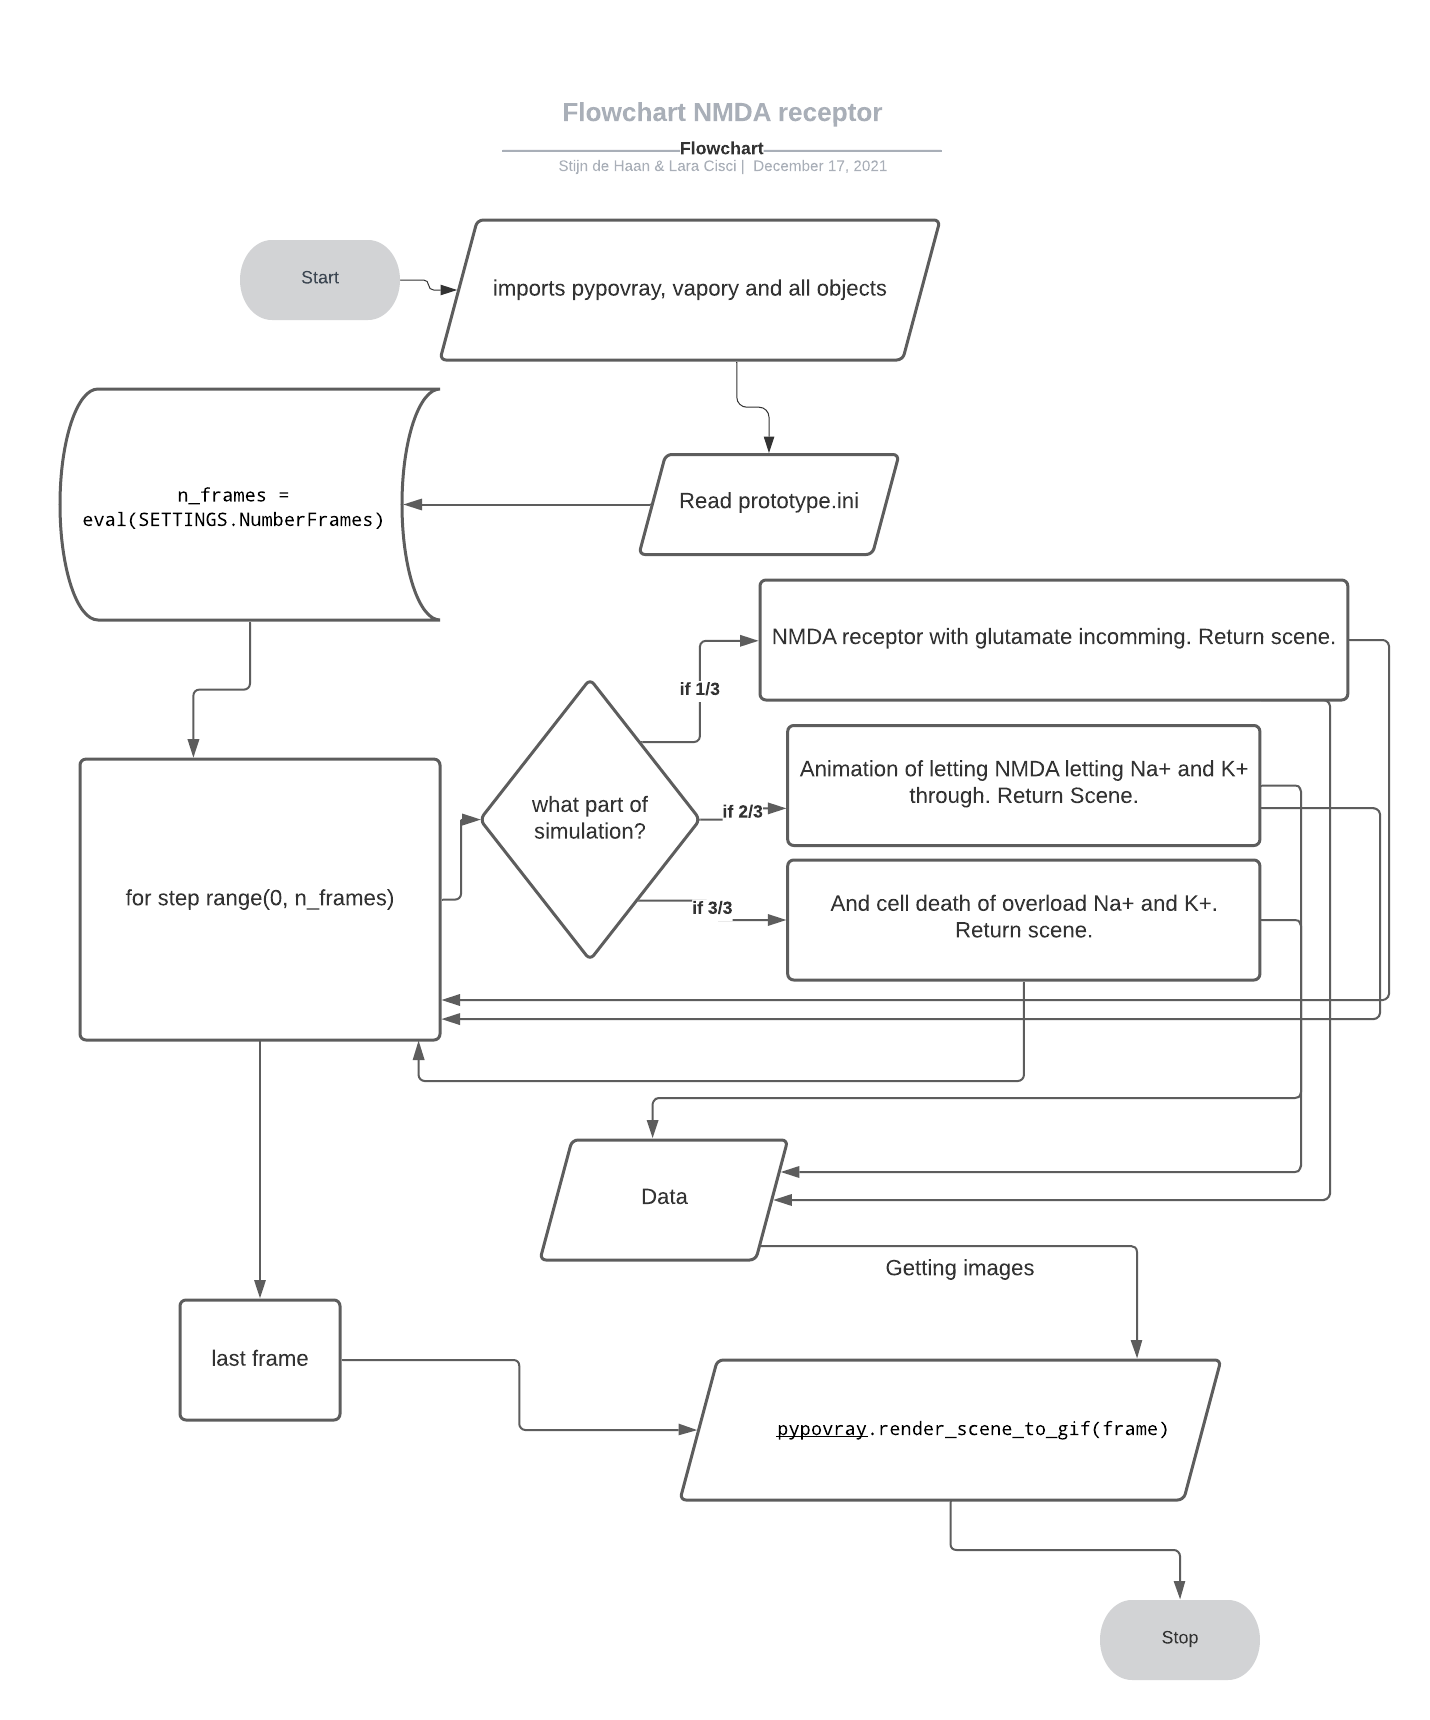 Flowchart NMDA receptor
Flowchart
Stijn de Haan & Lara Cisci | December 17, 2021
Start
imports pypovray, vapory and all objects
n_frames =
eval(SETTINGS.NumberFrames)
Read prototype.ini
NMDA receptor with glutamate incomming. Return scene.
if 1/3
Animation of letting NMDA letting Na+ and K+
through. Return Scene.
what part of
simulation?
if 2/3
for step range(0, n_frames)
if 3/3
And cell death of overload Na+ and K+.
Return scene.
Data
Getting images
last frame
pypovray.render_scene_to_gif(frame)
Stop